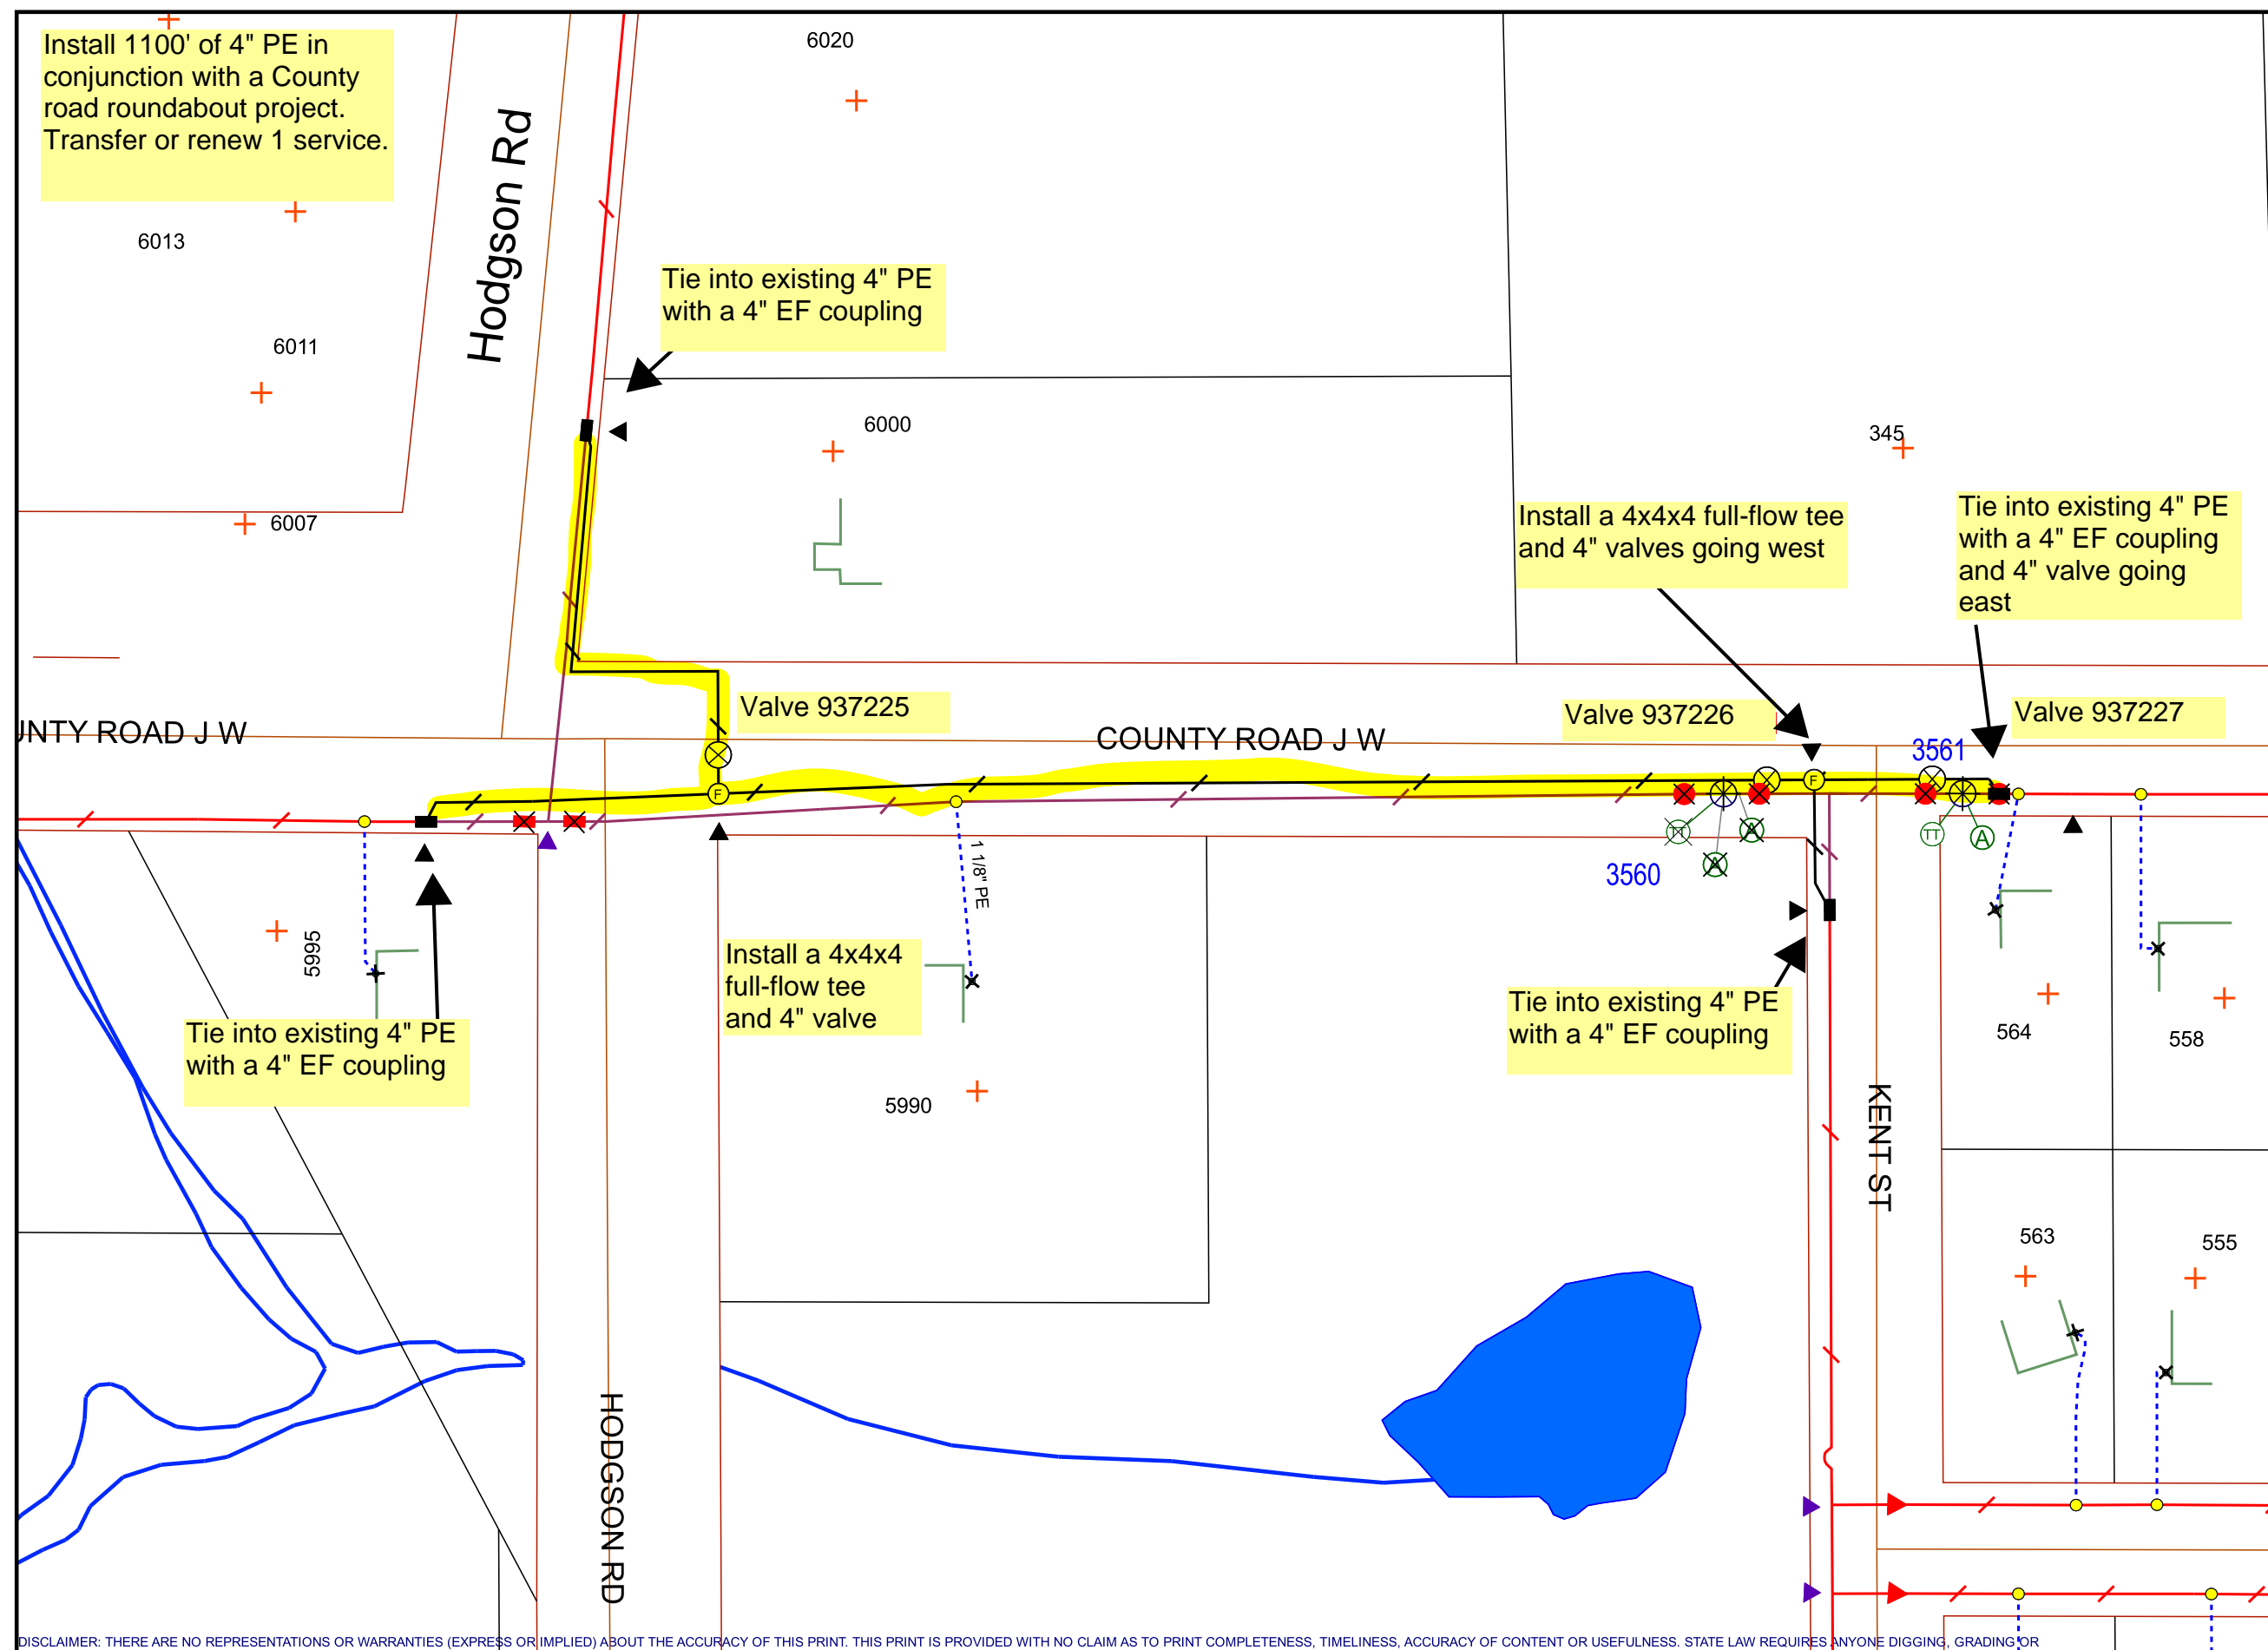 Install 1100' of 4" PE in
conjunction with a County
road roundabout project.
Transfer or renew 1 service.
6020
6013
Hodgson Rd
Tie into existing 4" PE
with a 4" EF coupling
6011
6000
345
6007
Install a 4x4x4 full-flow tee
and 4" valves going west
Tie into existing 4" PE
with a 4" EF coupling
and 4" valve going
east
Valve 937225
Valve 937226
Valve 937227
UNTY ROAD J W
COUNTY ROAD J W
3561
F
F
TT
A
A
TT
A
3560
1 1/8" PE
5995
Install a 4x4x4
full-flow tee
and 4" valve
Tie into existing 4" PE
with a 4" EF coupling
Tie into existing 4" PE
with a 4" EF coupling
564
558
5990
KENT ST
563
555
HODGSON RD
DISCLAIMER: THERE ARE NO REPRESENTATIONS OR WARRANTIES (EXPRESS OR IMPLIED) ABOUT THE ACCURACY OF THIS PRINT. THIS PRINT IS PROVIDED WITH NO CLAIM AS TO PRINT COMPLETENESS, TIMELINESS, ACCURACY OF CONTENT OR USEFULNESS. STATE LAW REQUIRES ANYONE DIGGING, GRADING OR